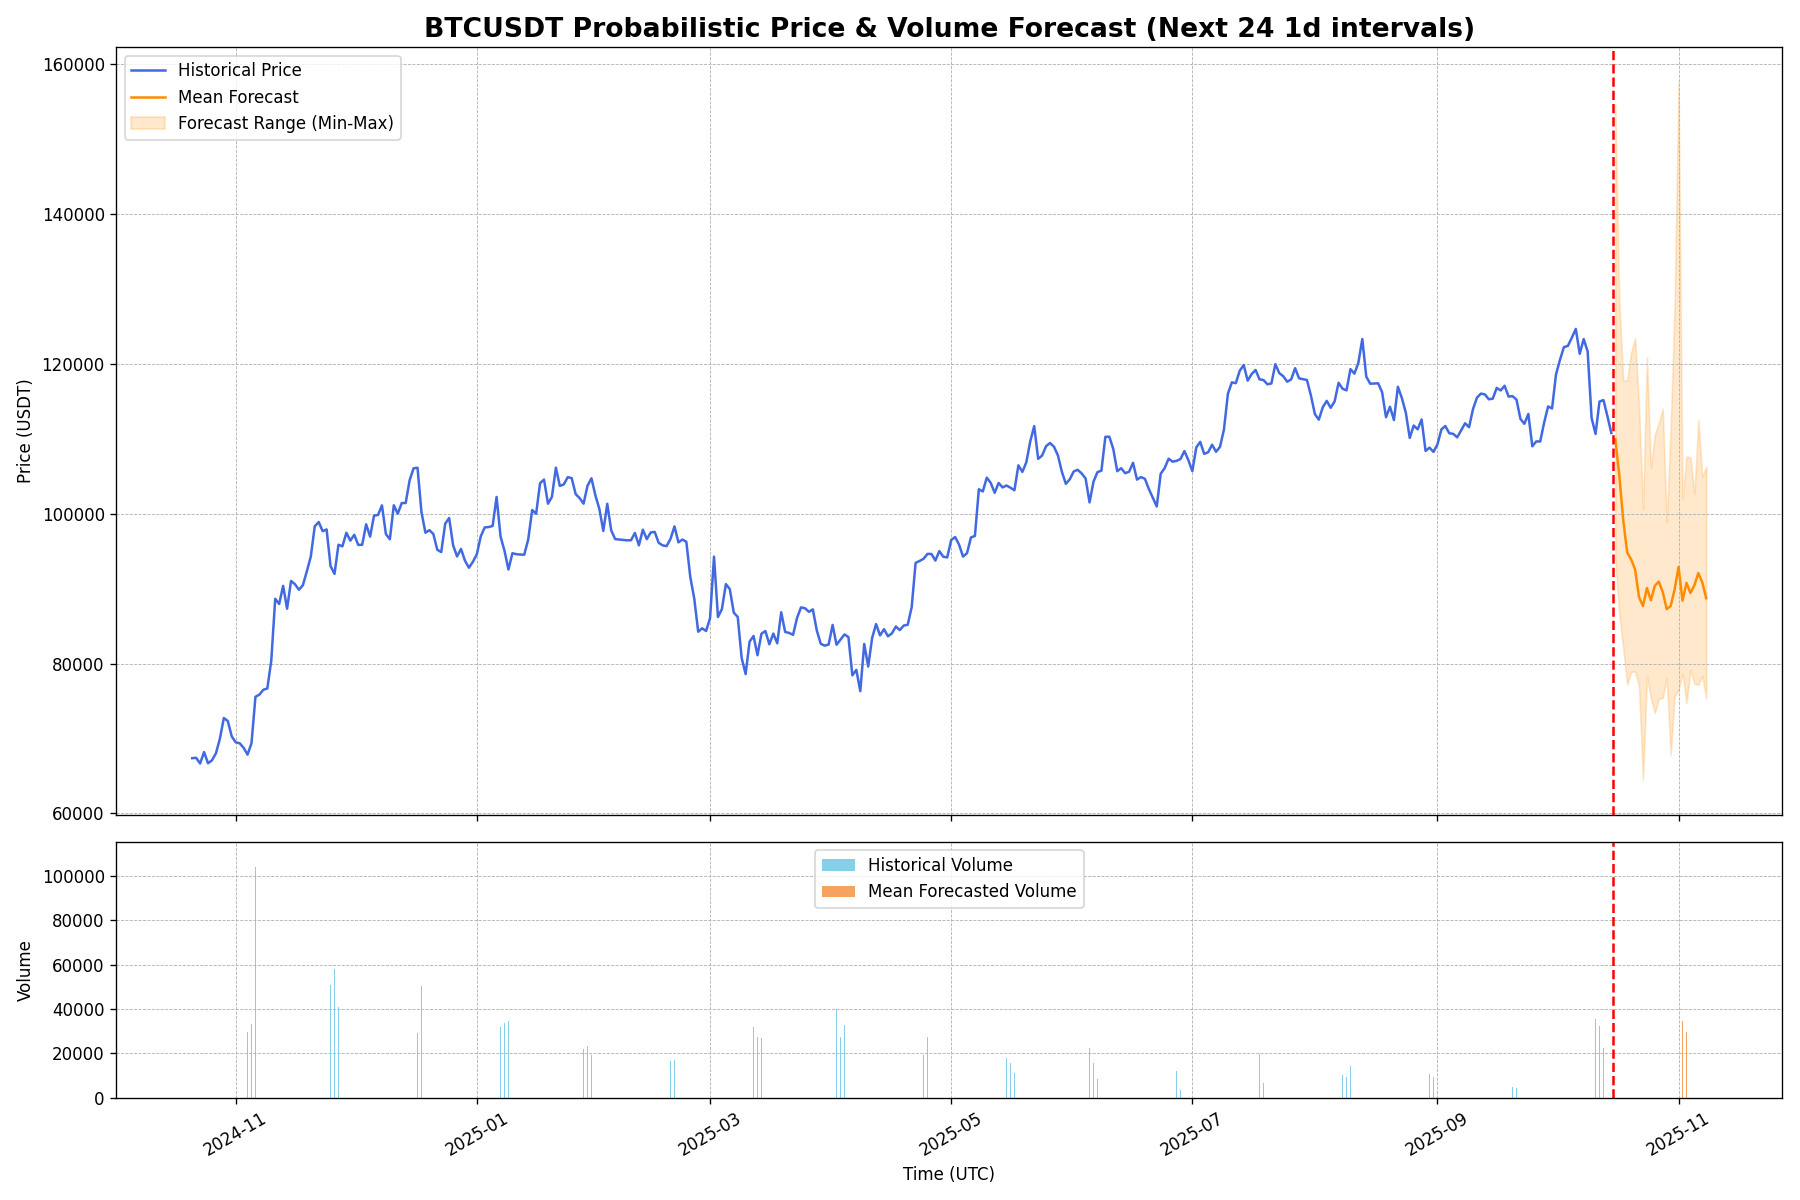 BTCUSDT Probabilistic Price & Volume Forecast (Next 24 1d intervals)
160000
140000
120000
100000
80000
60000
Price (USDT)
Historical Price
Mean Forecast
Forecast Range (Min-Max)
100000
80000
60000
40000
20000
0
Volume
Historical Volume
Mean Forecasted Volume
2024-11
2025-01
2025-03
2025-05
2025-07
2025-09
2025-11
Time (UTC)